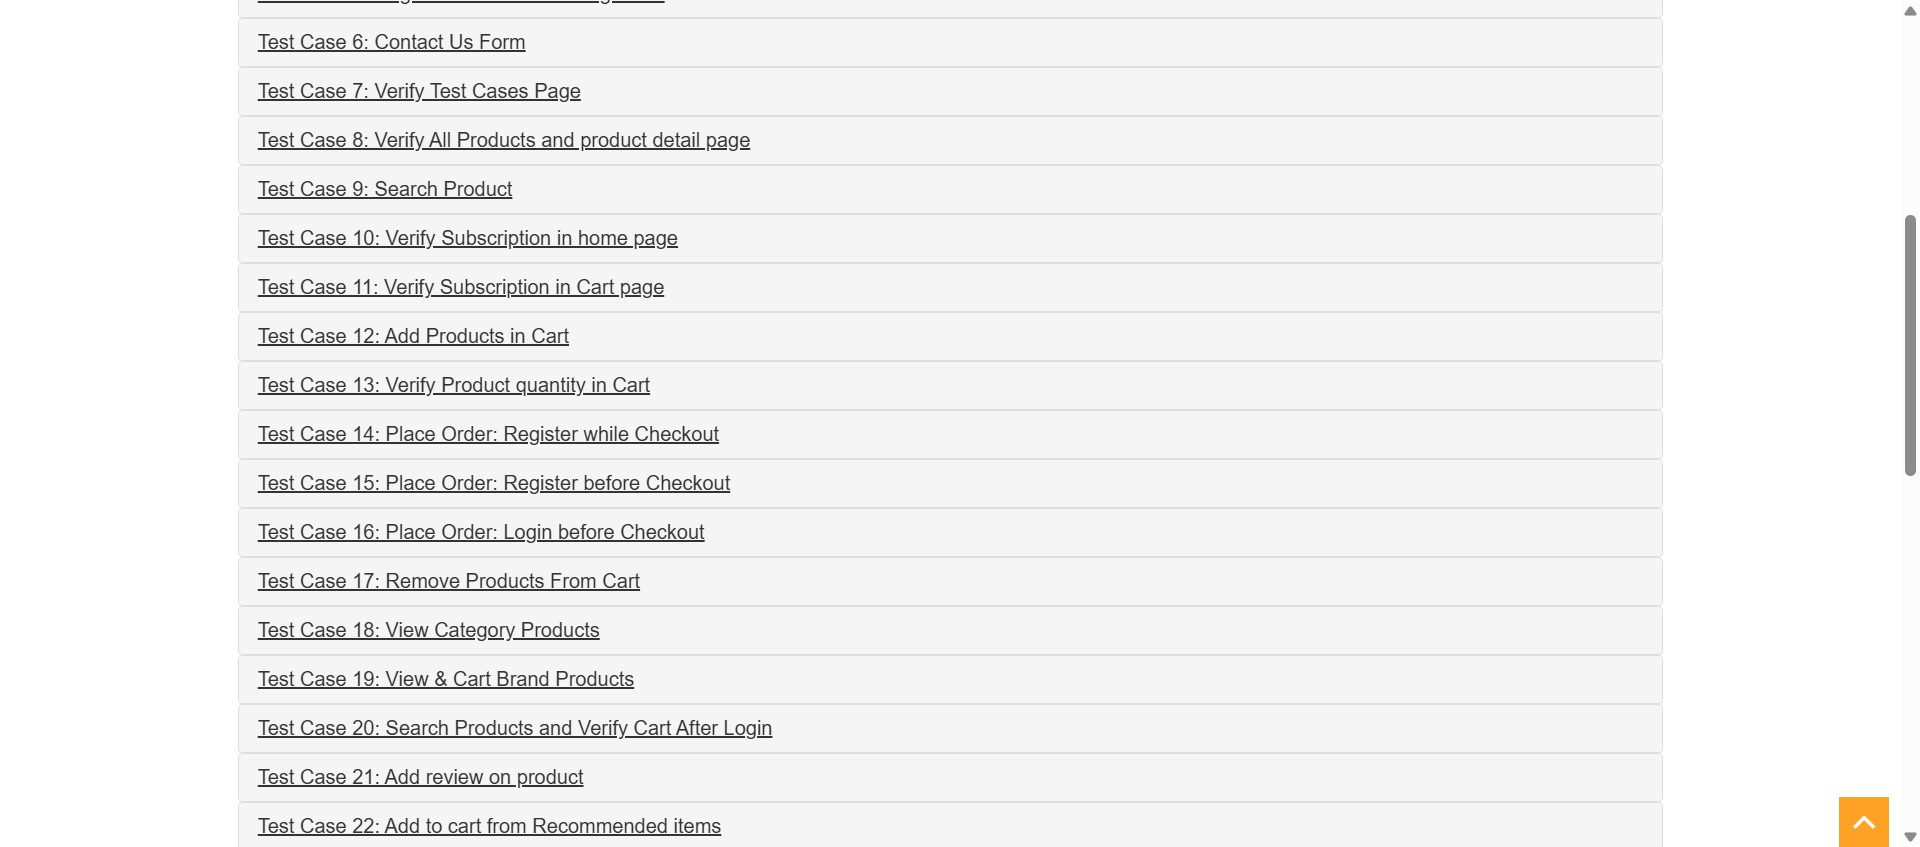 Test Case 6: Contact Us Form
Test Case 7: Verify Test Cases Page
Test Case 8: Verify All Products and product detail page
Test Case 9: Search Product
Test Case 10: Verify Subscription in home page
Test Case 11: Verify Subscription in Cart page
Test Case 12: Add Products in Cart
Test Case 13: Verify Product quantity in Cart
Test Case 14: Place Order: Register while Checkout
Test Case 15: Place Order: Register before Checkout
Test Case 16: Place Order: Login before Checkout
Test Case 17: Remove Products From Cart
Test Case 18: View Category Products
Test Case 19: View & Cart Brand Products
Test Case 20: Search Products and Verify Cart After Login
Test Case 21: Add review on product
Test Case 22: Add to cart from Recommended items